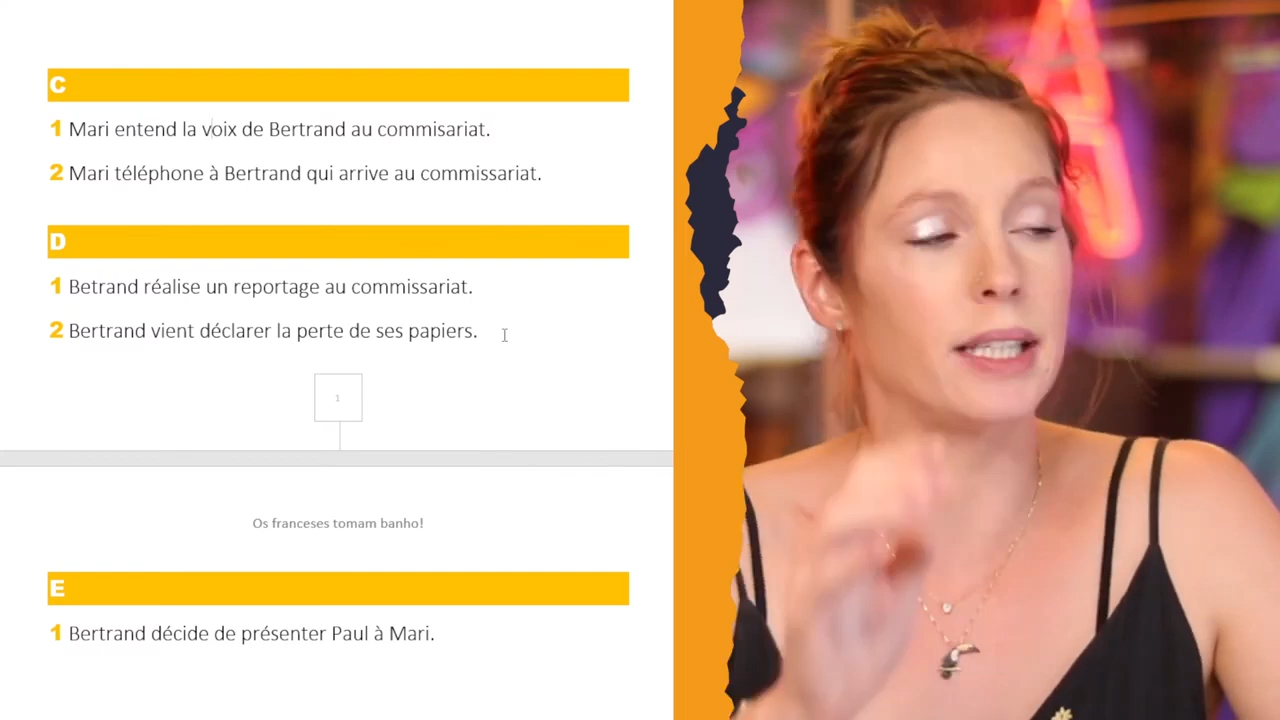 C
1 Mari entend la voix de Bertrand au commisariat.
2 Mari téléphone à Bertrand qui arrive au commissariat.
D
1 Betrand réalise un reportage au commissariat.
2 Bertrand vient déclarer la perte de ses papiers.
1
Os franceses tomam banho!
E
1 Bertrand décide de présenter Paul à Mari.